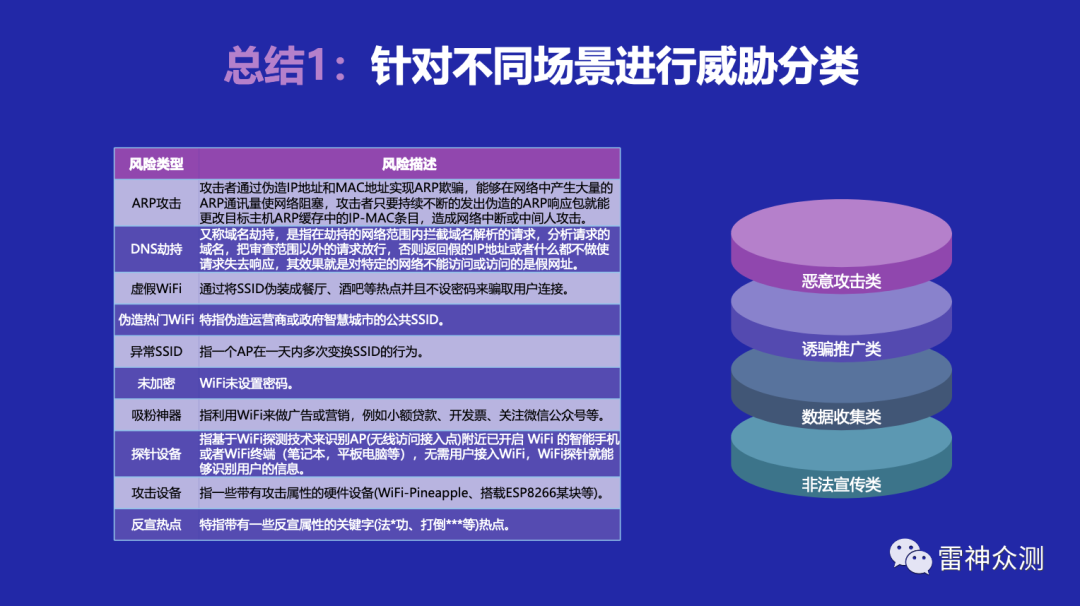 总结1：针对不同场景进行威胁分类
风险类型 风险描述
ARP攻击
攻击者通过伪造IP地址和MAC地址实现ARP欺骗，能够在网络中产生大量的
ARP通讯量使网络阻塞，攻击者只要持续不断的发出伪造的ARP响应包就能
更改目标主机ARP缓存中的IP-MAC条目，造成网络中断或中间人攻击。
DNS劫持
又称域名劫持，是指在劫持的网络范围内拦截域名解析的请求，分析请求的
域名，把审查范围以外的请求放行，否则返回假的IP地址或者什么都不做使
请求失去响应，其效果就是对特定的网络不能访问或访问的是假网址。
虚假WiFi 通过将SSID伪装成餐厅、酒吧等热点并且不设密码来骗取用户连接。
伪造热门WiFi 特指伪造运营商或政府智慧城市的公共SSID。
异常SSID 指一个AP在一天内多次变换SSID的行为。
未加密 WiFi未设置密码。
吸粉神器 指利用WiFi来做广告或营销，例如小额贷款、开发票、关注微信公众号等。
探针设备
指基于WiFi探测技术来识别AP(无线访问接入点)附近已开启 WiFi 的智能手机
或者WiFi终端（笔记本，平板电脑等），无需用户接入WiFi，WiFi探针就能
够识别用户的信息。
攻击设备 指一些带有攻击属性的硬件设备(WiFi-Pineapple、搭载ESP8266某块等)。
反宣热点 特指带有一些反宣属性的关键字(法*功、打倒***等)热点。
恶意攻击类
诱骗推广类
数据收集类
非法宣传类
雷神众测